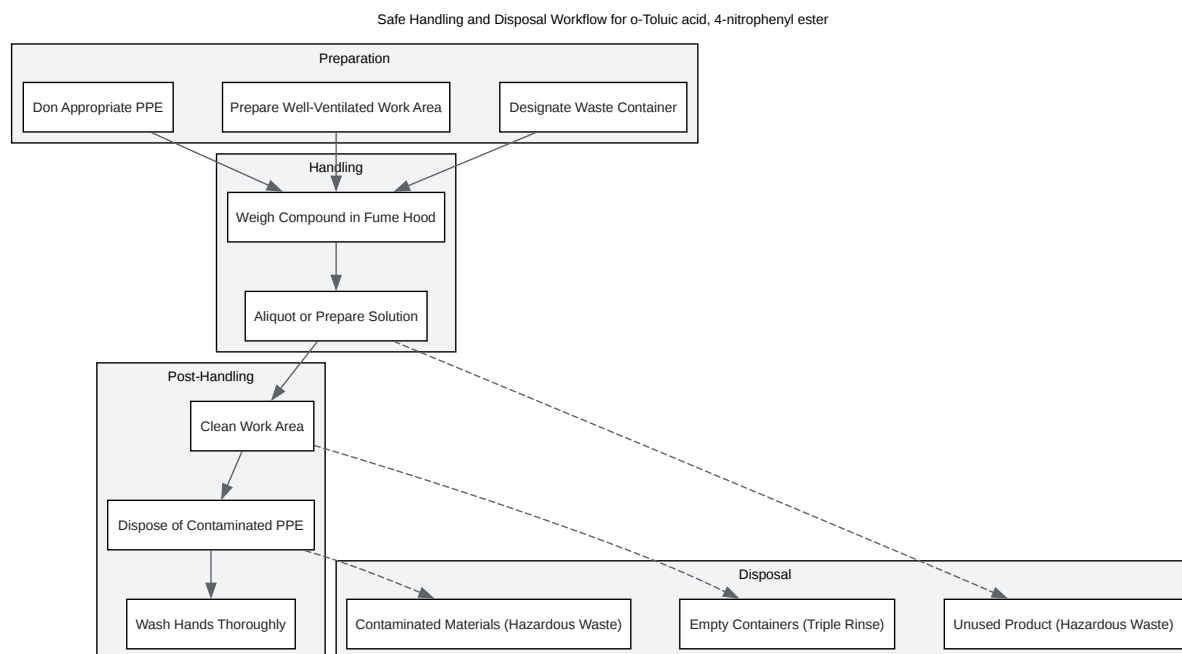 Safe Handling and Disposal Workflow for o-Toluic acid, 4-nitrophenyl ester
Preparation
Don Appropriate PPE
Prepare Well-Ventilated Work Area
Designate Waste Container
Handling
Weigh Compound in Fume Hood
Aliquot or Prepare Solution
Post-Handling
Clean Work Area
Dispose of Contaminated PPE
Wash Hands Thoroughly
Disposal
Contaminated Materials (Hazardous Waste)
Empty Containers (Triple Rinse)
Unused Product (Hazardous Waste)